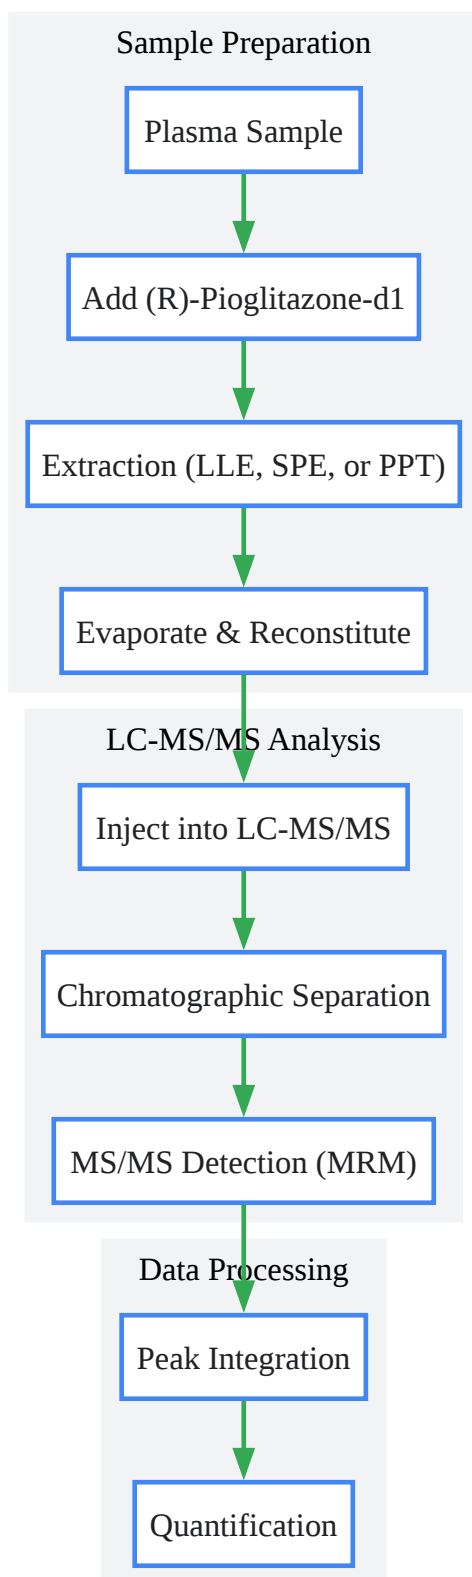 Sample Preparation
Plasma Sample
Add (R)-Pioglitazone-d1
Extraction (LLE, SPE, or PPT)
Evaporate & Reconstitute
LC-MS/MS Analysis
Inject into LC-MS/MS
Chromatographic Separation
MS/MS Detection (MRM)
Data Processing
Peak Integration
Quantification